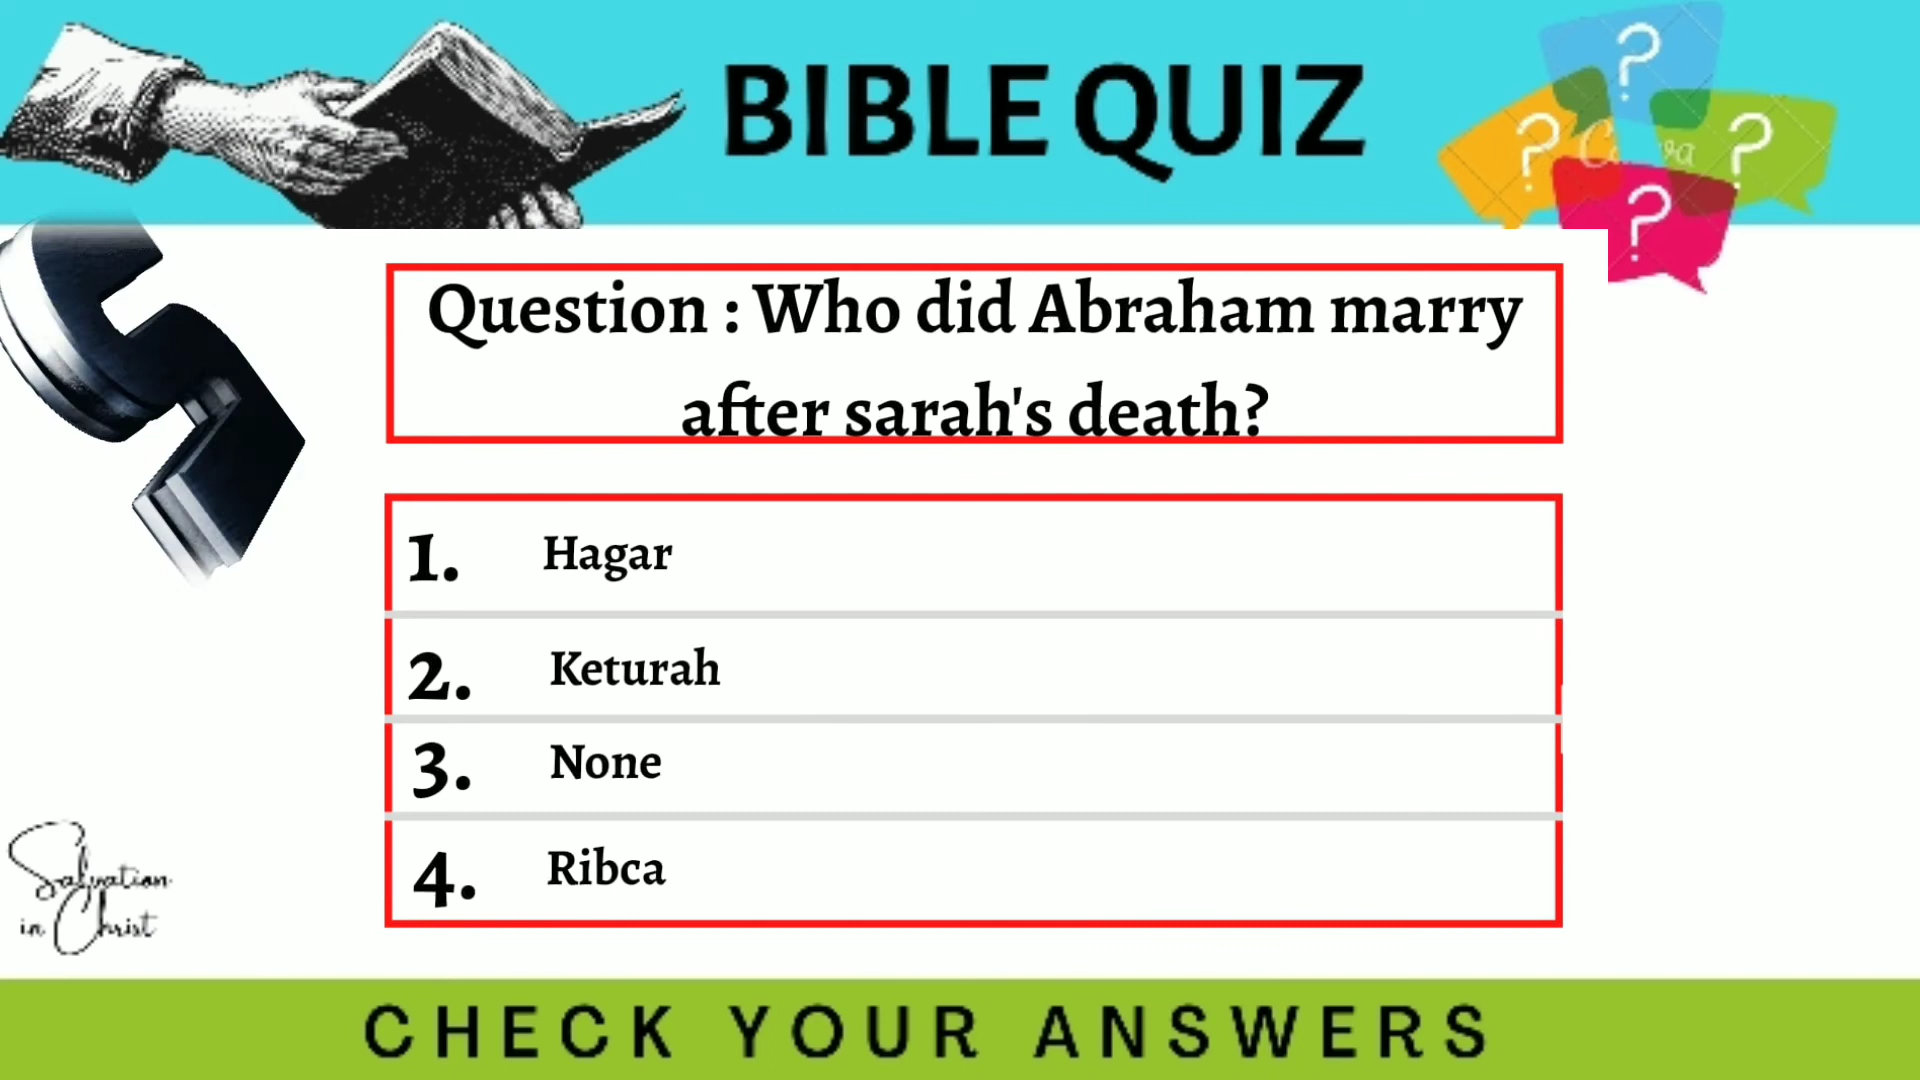 BIBLE QUIZ
? ? ? ?
Question : Who did Abraham marry
after sarah's death?
1. Hagar
2. Keturah
3. None
4. Ribca
Salvation
in Christ
CHECK YOUR ANSWERS